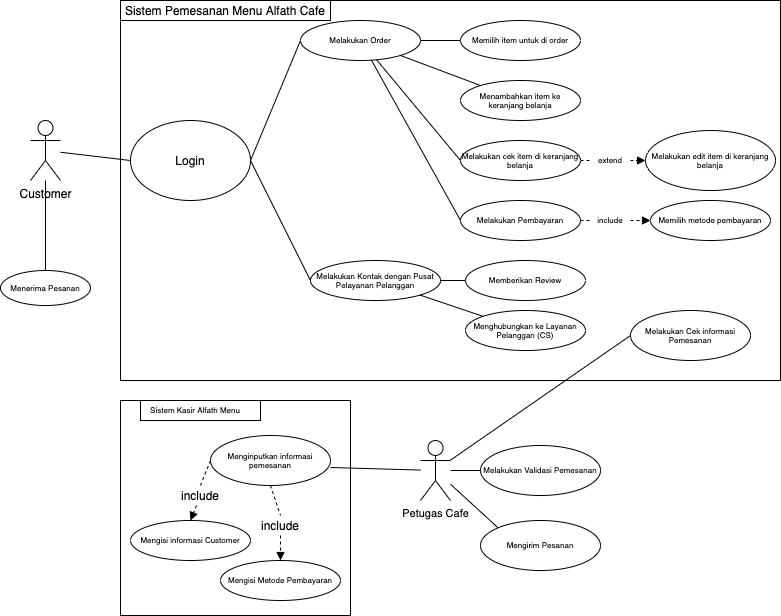 Sistem Pemesanan Menu Alfath Cafe
Melakukan Order
Memilih item untuk di order
Menambahkan item ke
keranjang belanja
Login
Melakukan cek item di keranjang
belanja
extend
Melakukan edit item di keranjang
belanja
Customer
Melakukan Pembayaran
include
Memilih metode pembayaran
Menerima Pesanan
Melakukan Kontak dengan Pusat
Pelayanan Pelanggan
Memberikan Review
Menghubungkan ke Layanan
Pelanggan (CS)
Melakukan Cek informasi
Pemesanan
Sistem Kasir Alfath Menu
Menginputkan informasi
pemesanan
include
include
Mengisi informasi Customer
Mengisi Metode Pembayaran
Petugas Cafe
Melakukan Validasi Pemesanan
Mengirim Pesanan